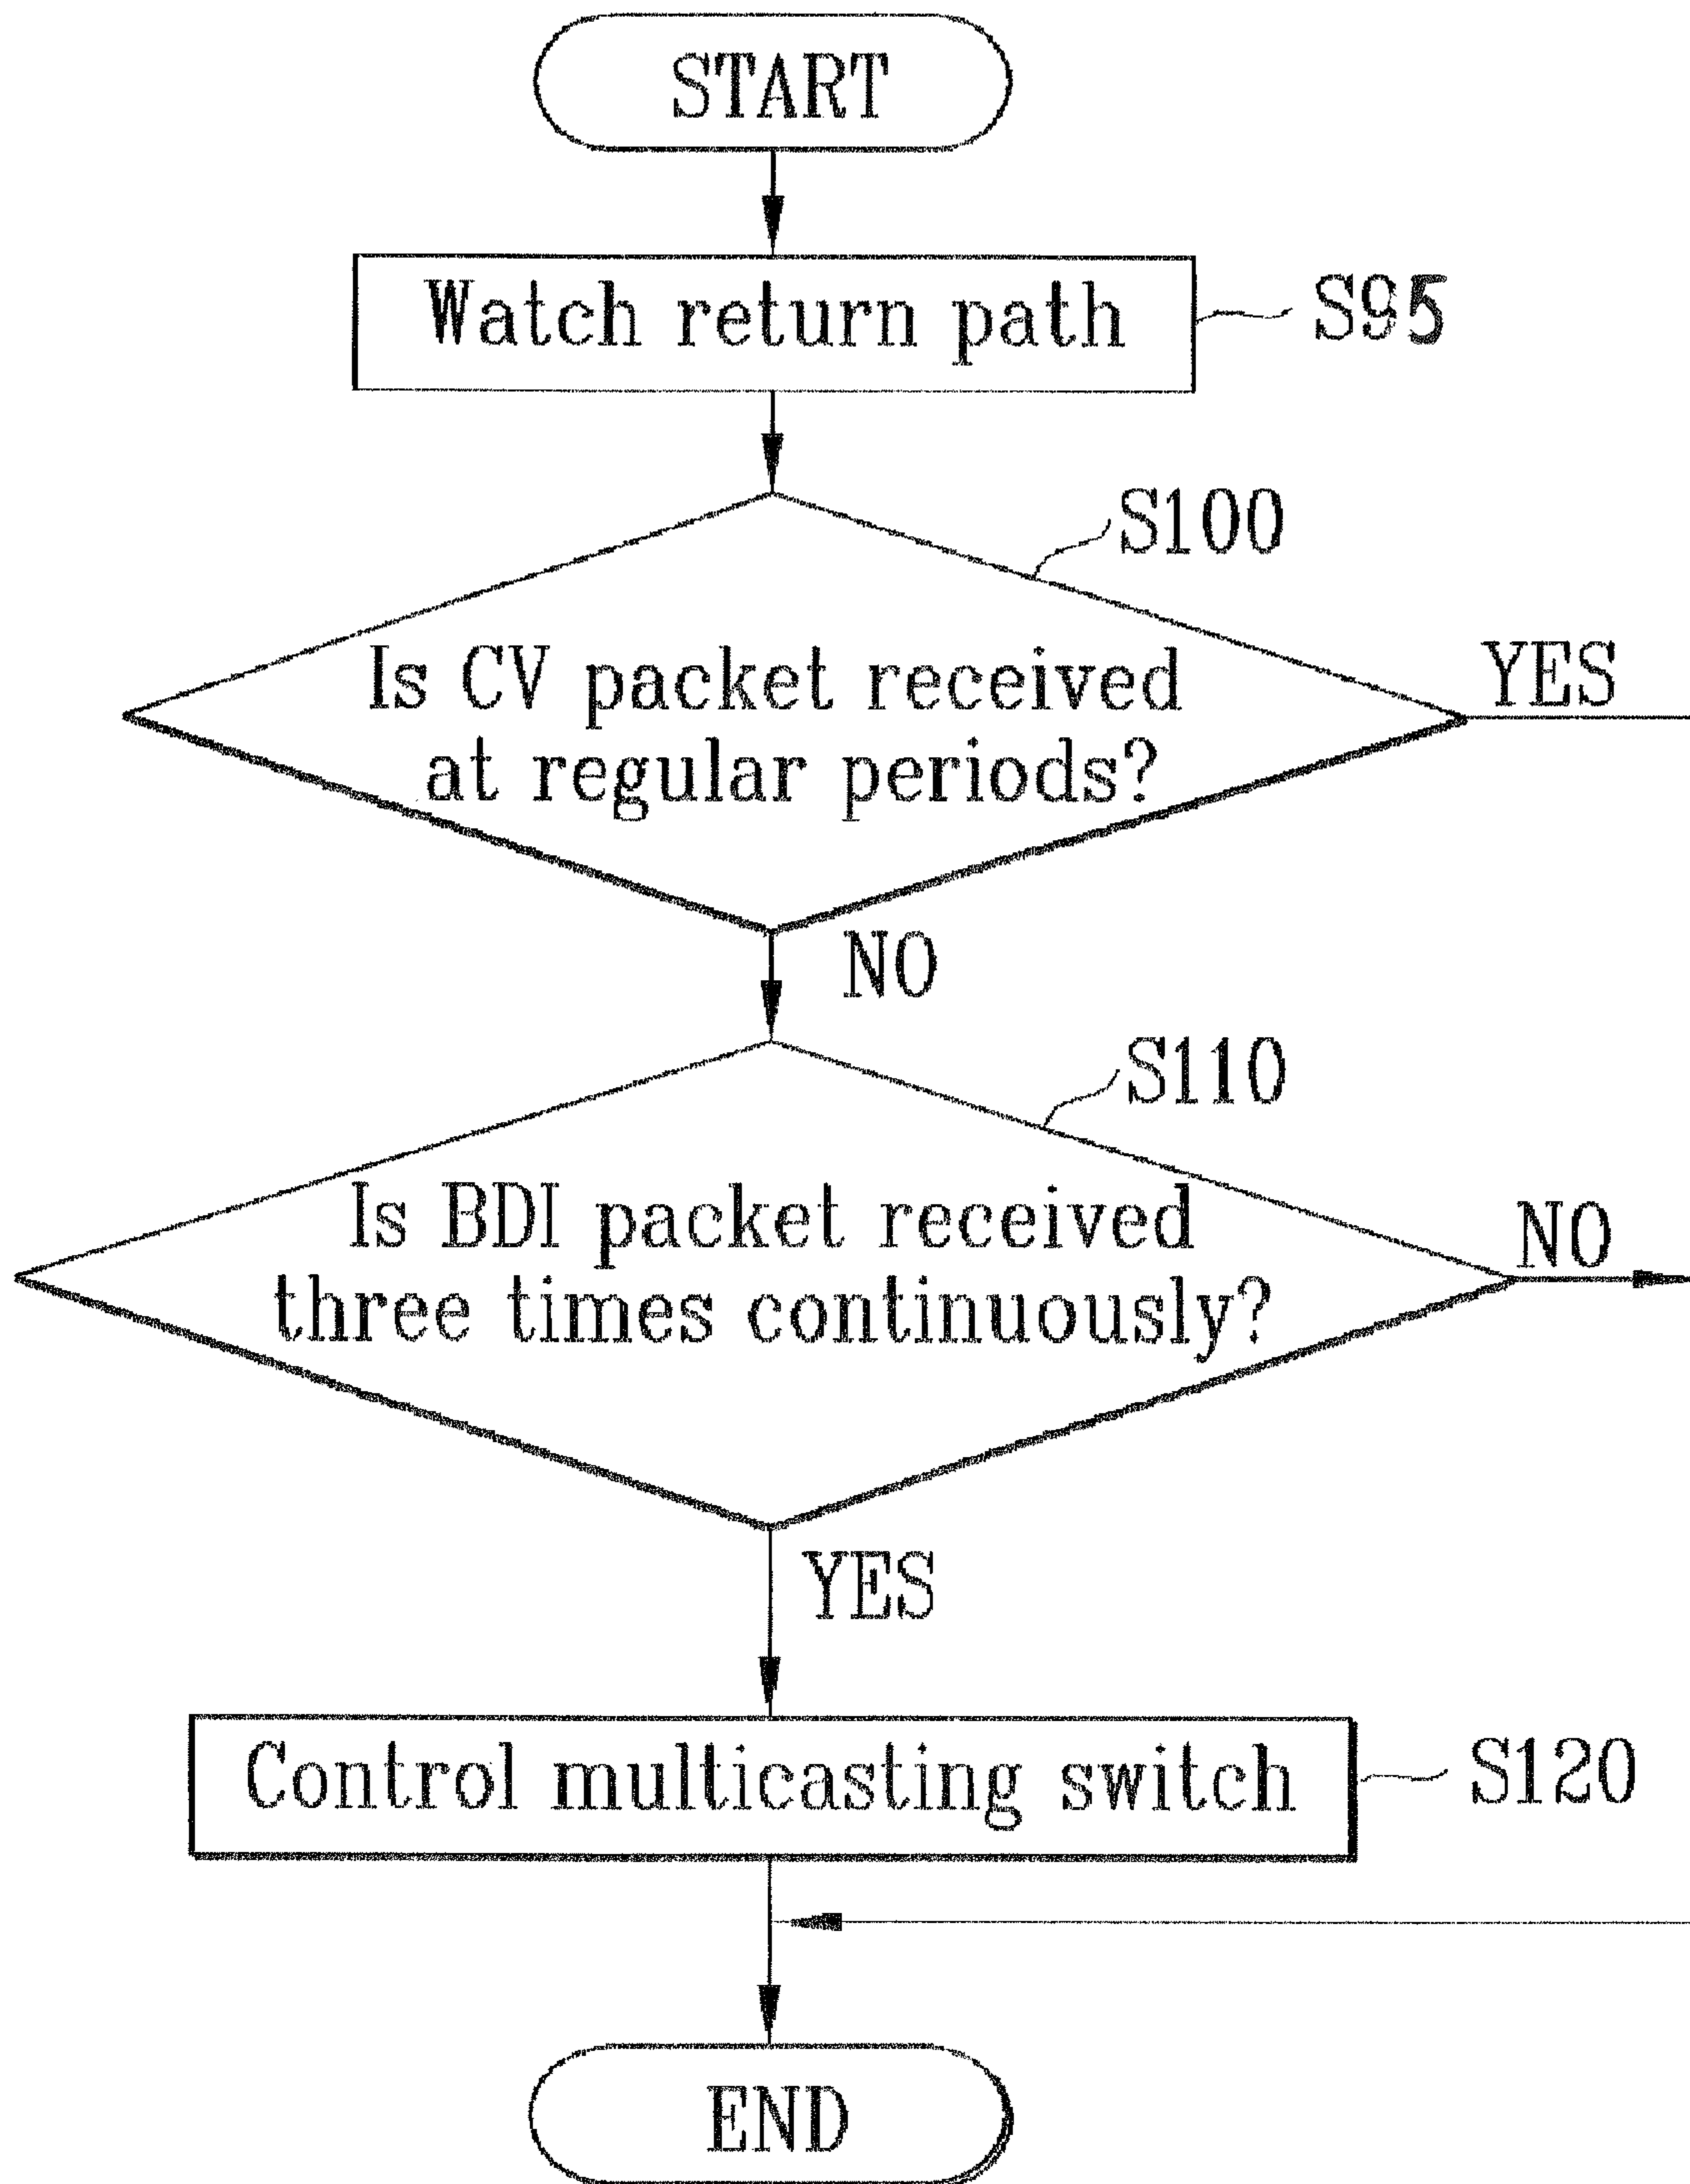 START
Watch return path
S95
S100
Is CV packet received
at regular periods?
YES
NO
S110
Is BDI packet received
three times continuously?
NO
YES
Control multicasting switch
S120
END